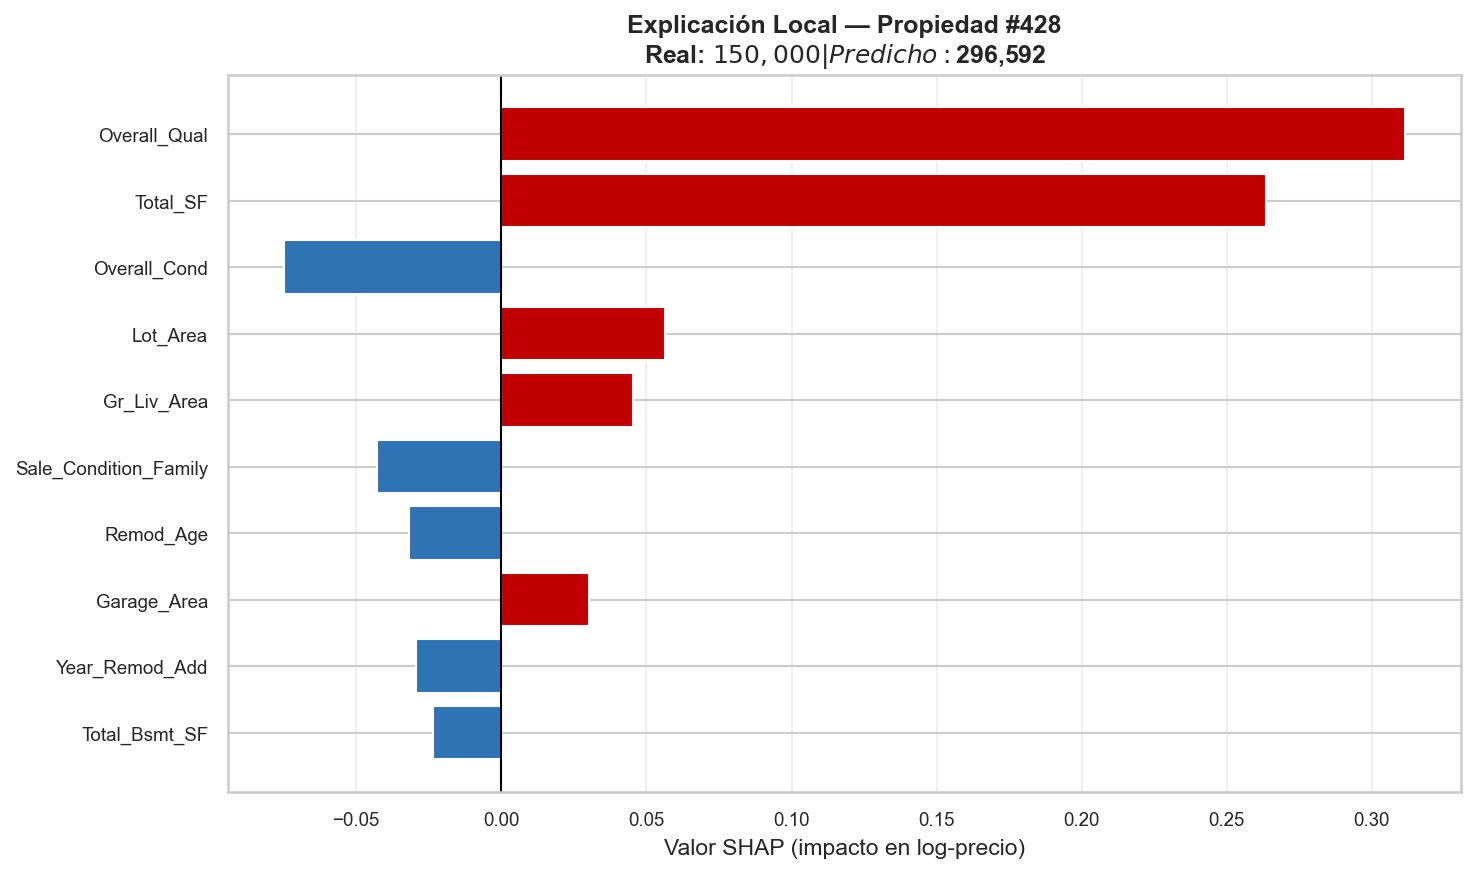 Explicación Local — Propiedad #428
Real: 150,000|Predicho:296,592
Overall_Qual
Total_SF
Overall_Cond
Lot_Area
Gr_Liv_Area
Sale_Condition_Family
Remod_Age
Garage_Area
Year_Remod_Add
Total_Bsmt_SF
−0.05 0.00 0.05 0.10 0.15 0.20 0.25 0.30
Valor SHAP (impacto en log-precio)